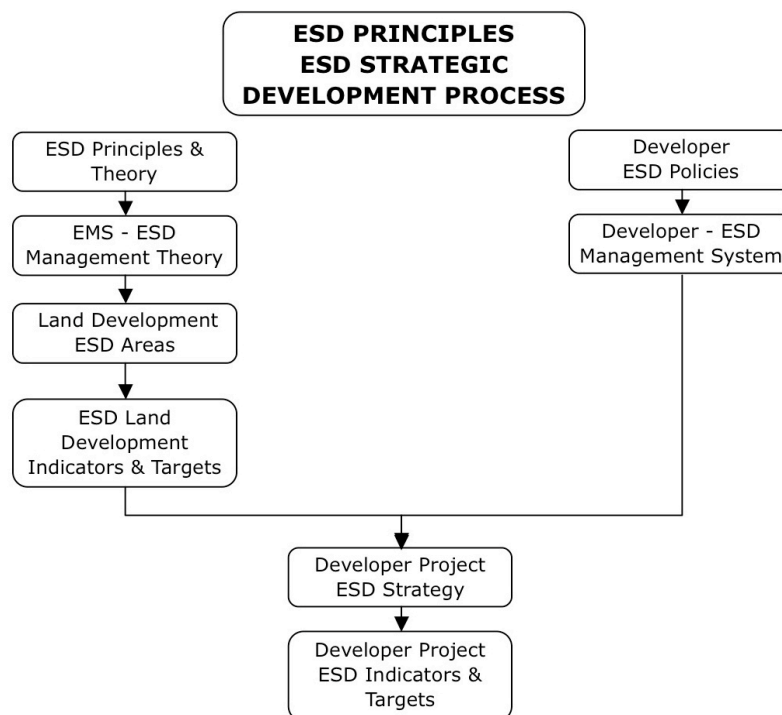 ESD PRINCIPLES
ESD STRATEGIC
DEVELOPMENT PROCESS
ESD Principles &
Theory
EMS - ESD
Management Theory
Land Development
ESD Areas
ESD Land
Development
Indicators & Targets
Developer
ESD Policies
Developer - ESD
Management System
Developer Project
ESD Strategy
Developer Project
ESD Indicators &
Targets